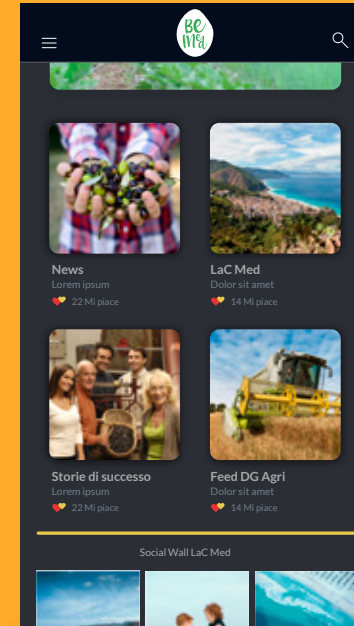 Be
Med
News
Lorem ipsum
22 Mi piace
LaC Med
Dolor sit amet
14 Mi piace
Storie di successo
Lorem ipsum
22 Mi piace
Feed DG Agri
Dolor sit amet
14 Mi piace
Social Wall LaC Med